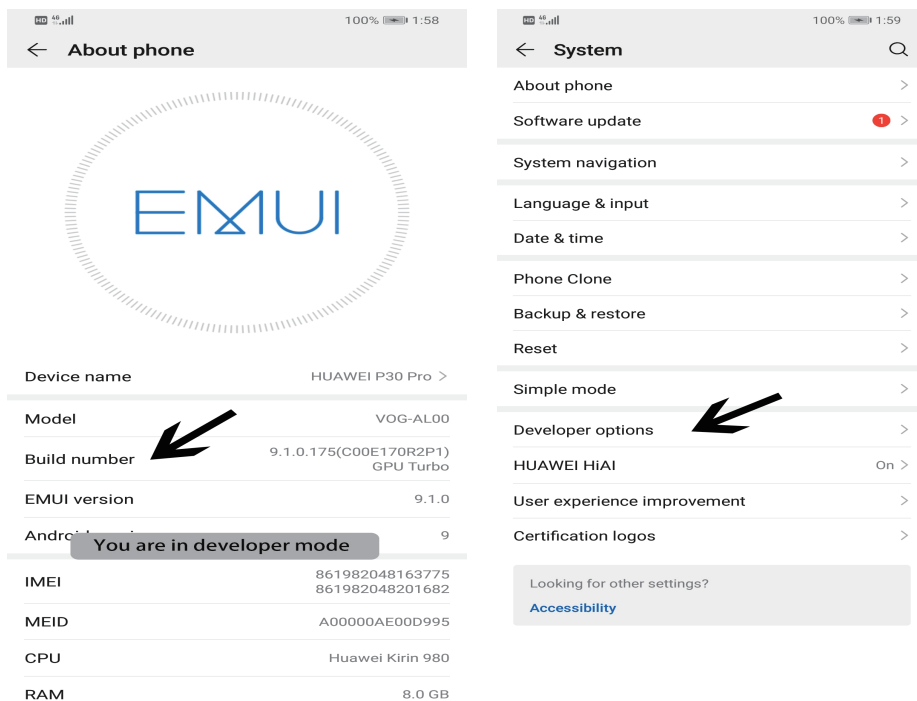 HD 4G 100% 1:58
← About phone
EMUI
Device name HUAWEI P30 Pro >
Model VOG-AL00
Build number 9.1.0.175(C00E170R2P1)
GPU Turbo
EMUI version 9.1.0
Android 9
You are in developer mode
IMEI 861982048163775
861982048201682
MEID A00000AE00D995
CPU Huawei Kirin 980
RAM 8.0 GB
HD 4G 100% 1:59
← System
About phone >
Software update 1 >
System navigation >
Language & input >
Date & time >
Phone Clone >
Backup & restore >
Reset >
Simple mode >
Developer options >
HUAWEI HiAI On >
User experience improvement >
Certification logos >
Looking for other settings?
Accessibility